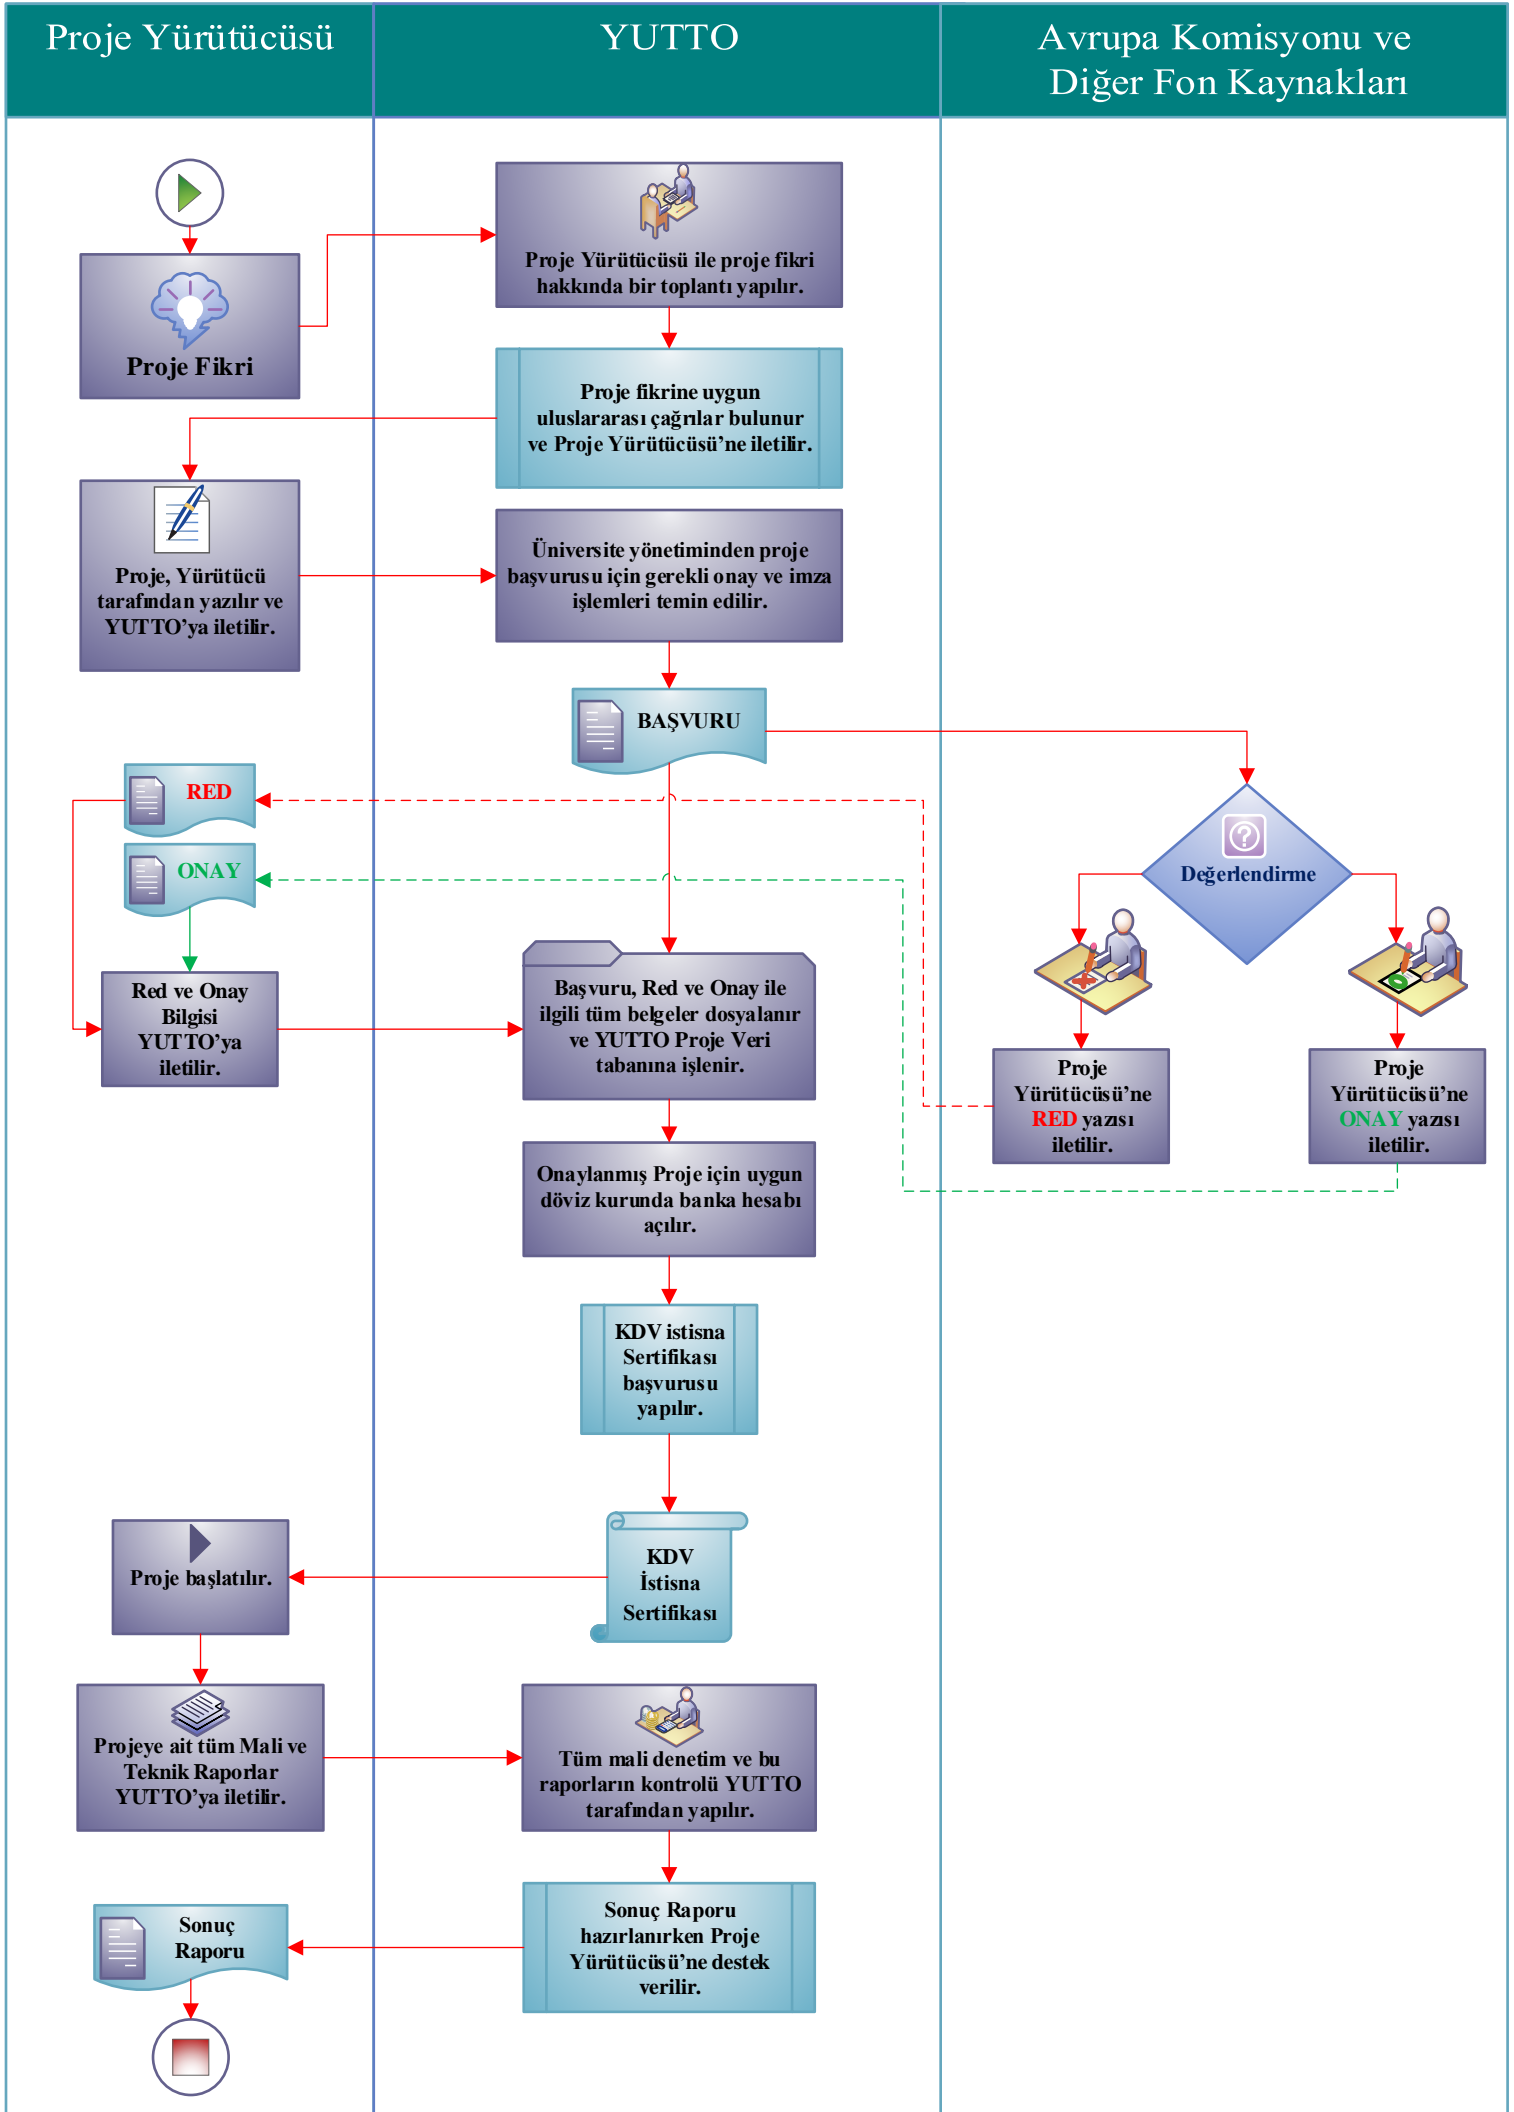 Proje Yürütücüsü
YUTTO
Avrupa Komisyonu ve
Diğer Fon Kaynakları
Proje Fikri
Proje Yürütücüsü ile proje fikri
hakkında bir toplantı yapılır.
Proje fikrine uygun
uluslararası çağrılar bulunur
ve Proje Yürütücüsü’ne iletilir.
Proje, Yürütücü
tarafından yazılır ve
YUTTO’ya iletilir.
Üniversite yönetiminden proje
başvurusu için gerekli onay ve imza
işlemleri temin edilir.
BAŞVURU
Değerlendirme
RED
ONAY
Proje
Yürütücüsü’ne
RED yazısı
iletilir.
Proje
Yürütücüsü’ne
ONAY yazısı
iletilir.
Red ve Onay
Bilgisi
YUTTO’ya
iletilir.
Başvuru, Red ve Onay ile
ilgili tüm belgeler dosyalanır
ve YUTTO Proje Veri
tabanına işlenir.
Onaylanmış Proje için uygun
döviz kurunda banka hesabı
açılır.
KDV istisna
Sertifikası
başvurusu
yapılır.
KDV
İstisna
Sertifikası
Proje başlatılır.
Projeye ait tüm Mali ve
Teknik Raporlar
YUTTO’ya iletilir.
Tüm mali denetim ve bu
raporların kontrolü YUTTO
tarafından yapılır.
Sonuç Raporu
hazırlanırken Proje
Yürütücüsü’ne destek
verilir.
Sonuç
Raporu